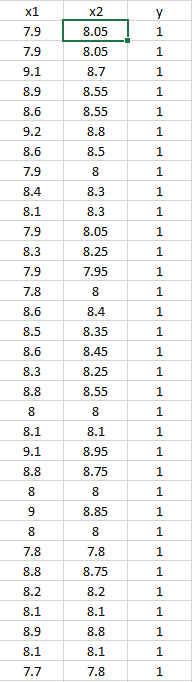 x1 x2 y
7.9 8.05 1
7.9 8.05 1
9.1 8.7 1
8.9 8.55 1
8.6 8.55 1
9.2 8.8 1
8.6 8.5 1
7.9 8 1
8.4 8.3 1
8.1 8.3 1
7.9 8.05 1
8.3 8.25 1
7.9 7.95 1
7.8 8 1
8.6 8.4 1
8.5 8.35 1
8.6 8.45 1
8.3 8.25 1
8.8 8.55 1
8 8 1
8.1 8.1 1
9.1 8.95 1
8.8 8.75 1
8 8 1
9 8.85 1
8 8 1
7.8 7.8 1
8.8 8.75 1
8.2 8.2 1
8.1 8.1 1
8.9 8.8 1
8.1 8.1 1
7.7 7.8 1